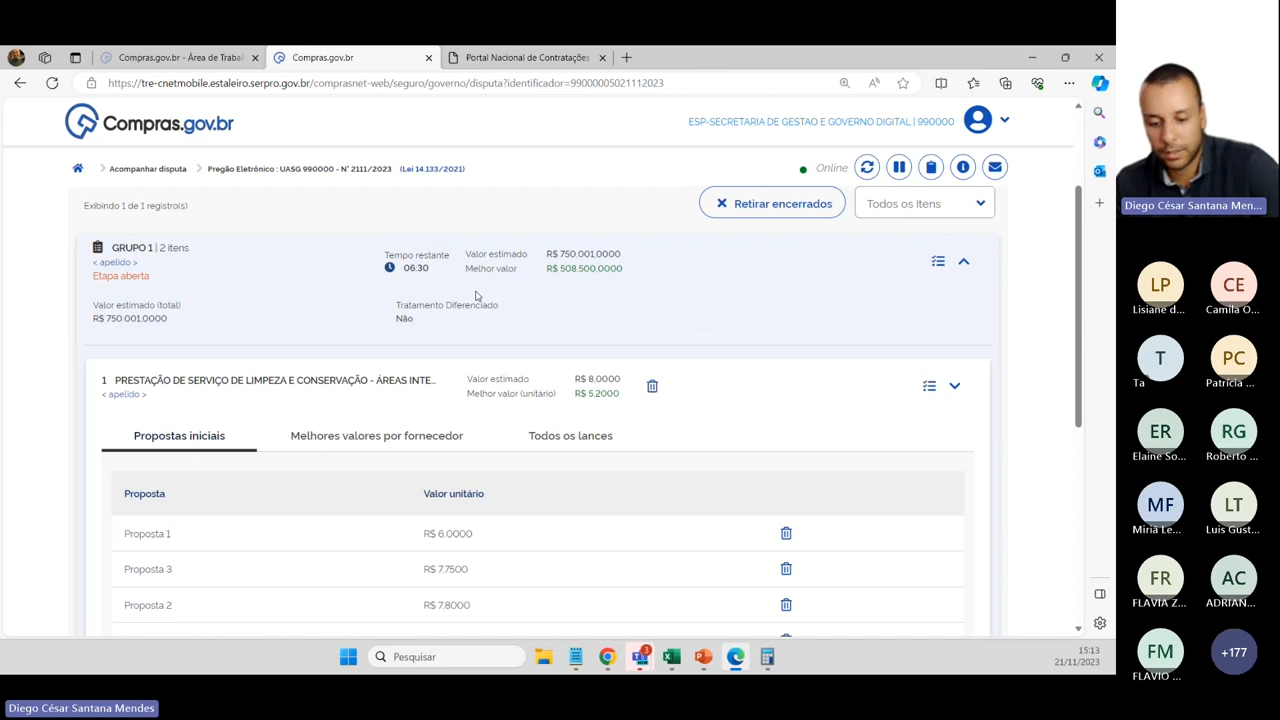 Compras.gov.br - Área de Trabal
Compras.gov.br
Portal Nacional de Contratações
https://tre-cnetmobile.estaleiro.serpro.gov.br/comprasnet-web/seguro/governo/disputa?identificador=99000005021112023
Compras.gov.br
ESP-SECRETARIA DE GESTAO E GOVERNO DIGITAL | 990000
Acompanhar disputa
Pregão Eletrônico : UASG 990000 - N° 2111/2023 (Lei 14.133/2021)
Online
Exibindo 1 de 1 registro(s)
Retirar encerrados
Todos os Itens
GRUPO 1 | 2 itens
< apelido >
Etapa aberta
Tempo restante
06:30
Valor estimado R$ 750.001,0000
Melhor valor R$ 508.500,0000
Valor estimado (total)
R$ 750.001,0000
Tratamento Diferenciado
Não
1 PRESTAÇÃO DE SERVIÇO DE LIMPEZA E CONSERVAÇÃO - ÁREAS INTE...
< apelido >
Valor estimado R$ 8,0000
Melhor valor (unitário) R$ 5,2000
Propostas iniciais
Melhores valores por fornecedor
Todos os lances
Proposta Valor unitário
Proposta 1 R$ 6,0000
Proposta 3 R$ 7,7500
Proposta 2 R$ 7,8000
Pesquisar
3
15:13
21/11/2023
Diego César Santana Men...
LP
Lisiane d...
CE
Camila O...
T
Ta
PC
Patrícia ...
ER
Elaine So...
RG
Roberto ...
MF
Miriã Le...
LT
Luis Gust...
FR
FLAVIA Z...
AC
ADRIAN...
FM
FLAVIO ...
+177
Diego César Santana Mendes